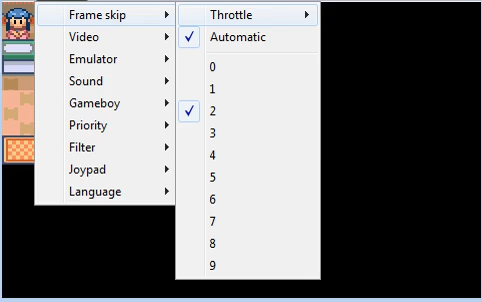 Frame skip
Video
Emulator
Sound
Gameboy
Priority
Filter
Joypad
Language
Throttle
Automatic
0
1
2
3
4
5
6
7
8
9